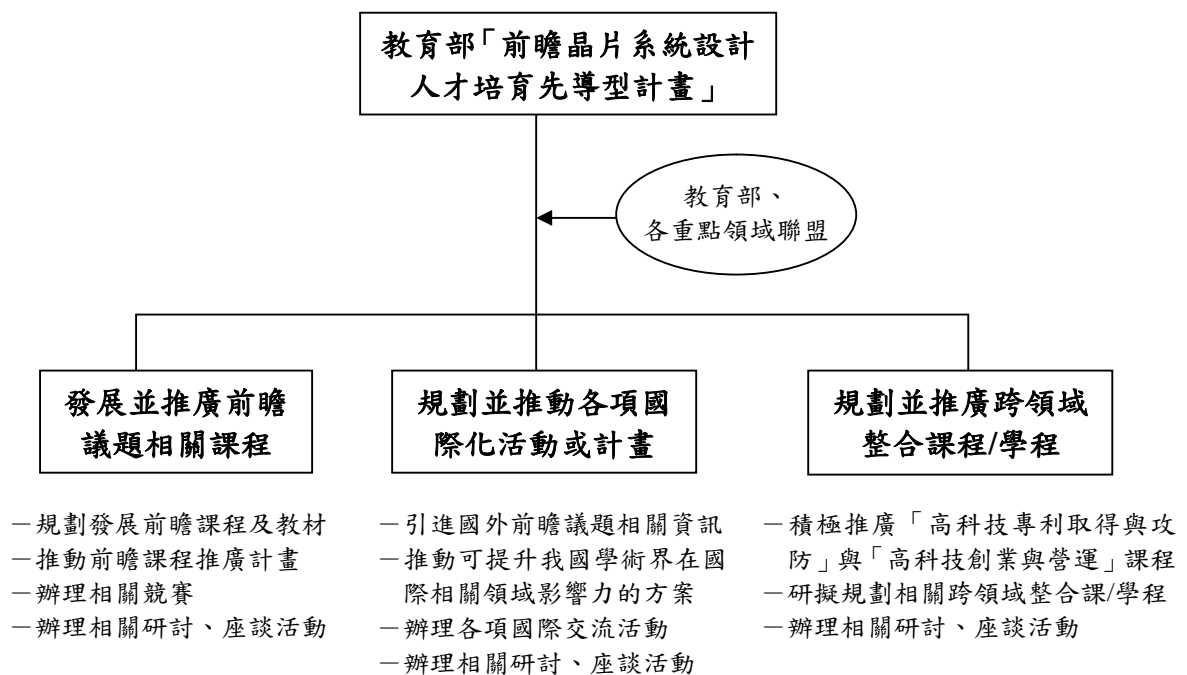 教育部「前瞻晶片系統設計
人才培育先導型計畫」
教育部、
各重點領域聯盟
發展並推廣前瞻
議題相關課程
－規劃發展前瞻課程及教材
－推動前瞻課程推廣計畫
－辦理相關競賽
－辦理相關研討、座談活動
規劃並推動各項國
際化活動或計畫
－引進國外前瞻議題相關資訊
－推動可提升我國學術界在國
際相關領域影響力的方案
－辦理各項國際交流活動
－辦理相關研討、座談活動
規劃並推廣跨領域
整合課程/學程
－積極推廣「高科技專利取得與攻
防」與「高科技創業與營運」課程
－研擬規劃相關跨領域整合課/學程
－辦理相關研討、座談活動